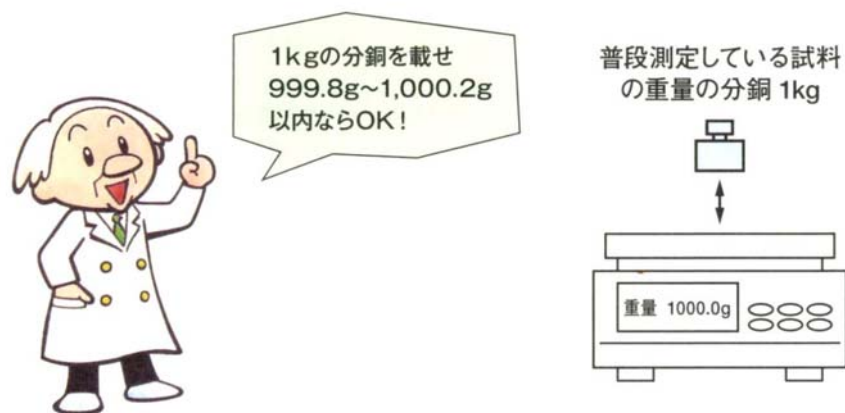 1kgの分銅を載せ
999.8g~1,000.2g
以内ならOK!
普段測定している試料
の重量の分銅 1kg
重量 1000.0g